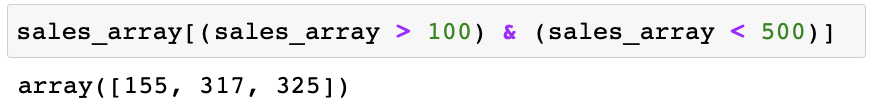 sales_array[(sales_array > 100) & (sales_array < 500)]
array([155, 317, 325])